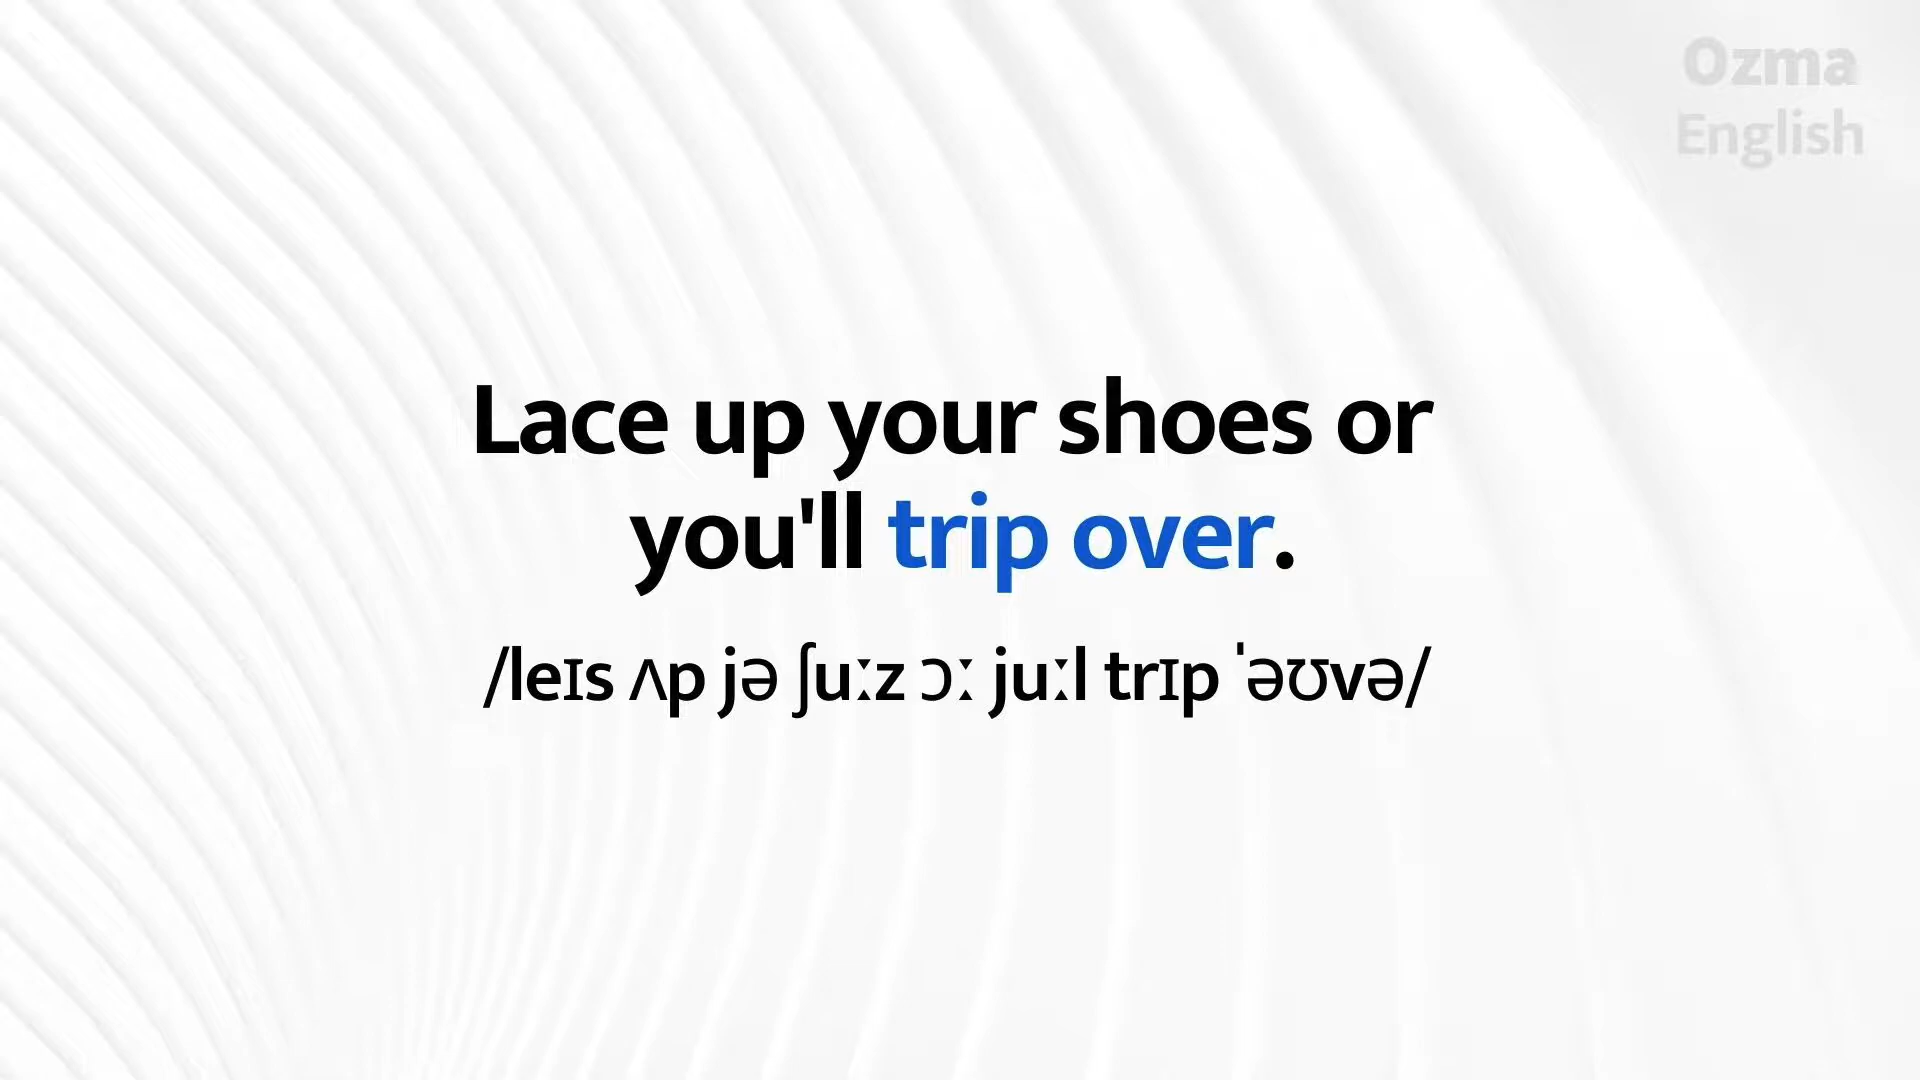 Ozma
English
Lace up your shoes or
you'll trip over.
/leɪs ʌp jə ʃuːz ɔː juːl trɪp ˈəʊvə/